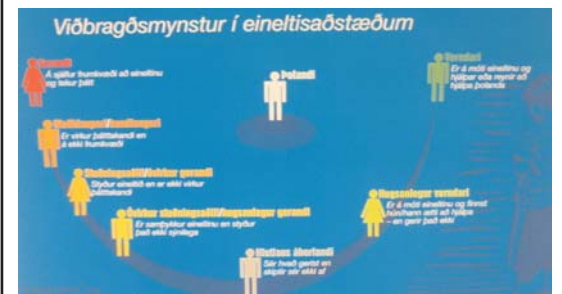 Viðbragðsmynstur í eineltisaðstæðum
Gerandi
Á sjálfur frumkvæði að eineltinu
og tekur þátt
Þolandi
Verndari
Er á móti eineltinu og
hjálpar eða reynir að
hjálpa þolanda
Er virkur þátttakandi en
á ekki frumkvæði
Stuðningsaðili/óvirkur gerandi
Styður eineltið en er ekki virkur
þátttakandi
Óvirkur stuðningsaðili/hugsanlegur gerandi
Er samþykkur eineltinu en styður
það ekki sýnilega
Hlutlaus áhorfandi
Sér hvað gerist en
skiptir sér ekki af
Hugsanlegur verndari
Er á móti eineltinu og finnst
hún/hann ætti að hjálpa
– en gerir það ekki